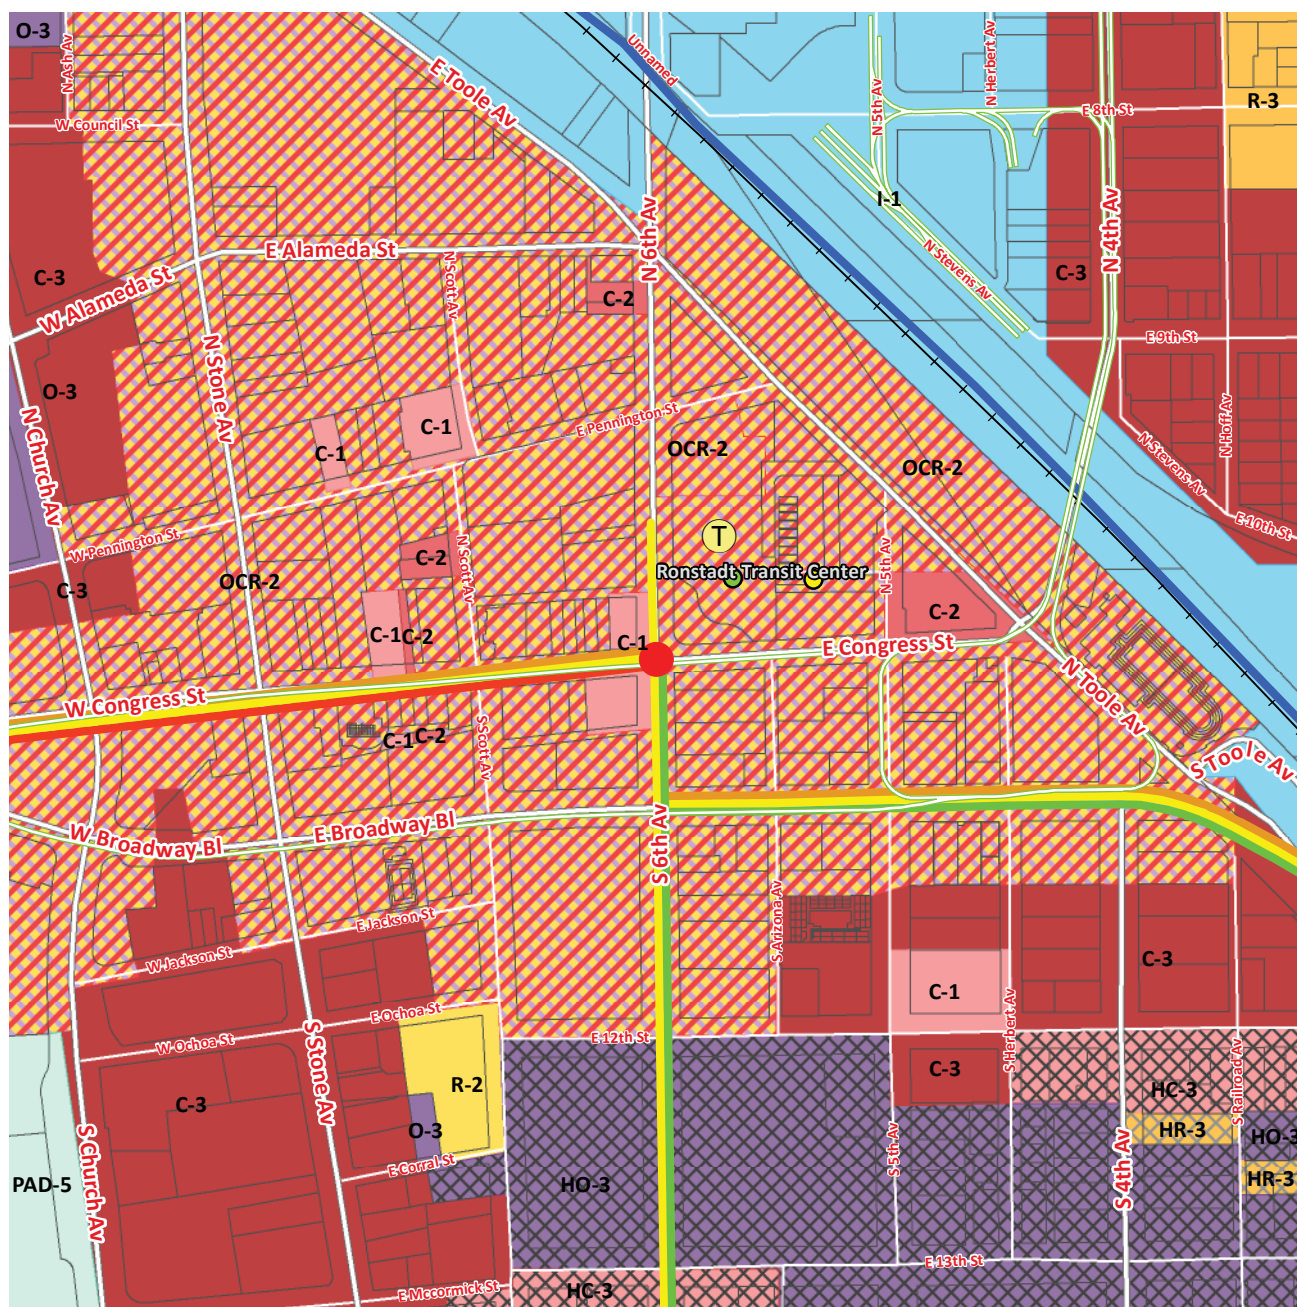 O-3
N Ash Av
W Council St
E Toole Av
Unnamed
N 5th Av
N Herbert Av
E 8th St
R-3
I-1
N 6th Av
N 4th Av
E Alameda St
N Scott Av
C-3
W Alameda St
C-2
N Stevens Av
C-3
E 9th St
N Stone Av
O-3
N Church Av
C-1
C-1
E Pennington St
OCR-2
OCR-2
N Stevens Av
N Hoff Av
E 10th St
W Pennington St
C-3
OCR-2
C-2
N Scott Av
T
Ronstadt Transit Center
N 5th Av
C-2
C-1
C-2
C-1
E Congress St
N Toole Av
W Congress St
C-1
C-2
S Scott Av
S Toole Av
W Broadway Bl
E Broadway Bl
S 6th Av
E Jackson St
W Jackson St
S Arizona Av
C-3
C-1
E Ochoa St
W Ochoa St
E 12th St
S Herbert Av
S Stone Av
C-3
R-2
C-3
HC-3
S Railroad Av
O-3
HR-3
HO-3
S Church Av
E Corral St
S 5th Av
S 4th Av
PAD-5
HO-3
HR-3
E 13th St
E Mccormick St
HC-3